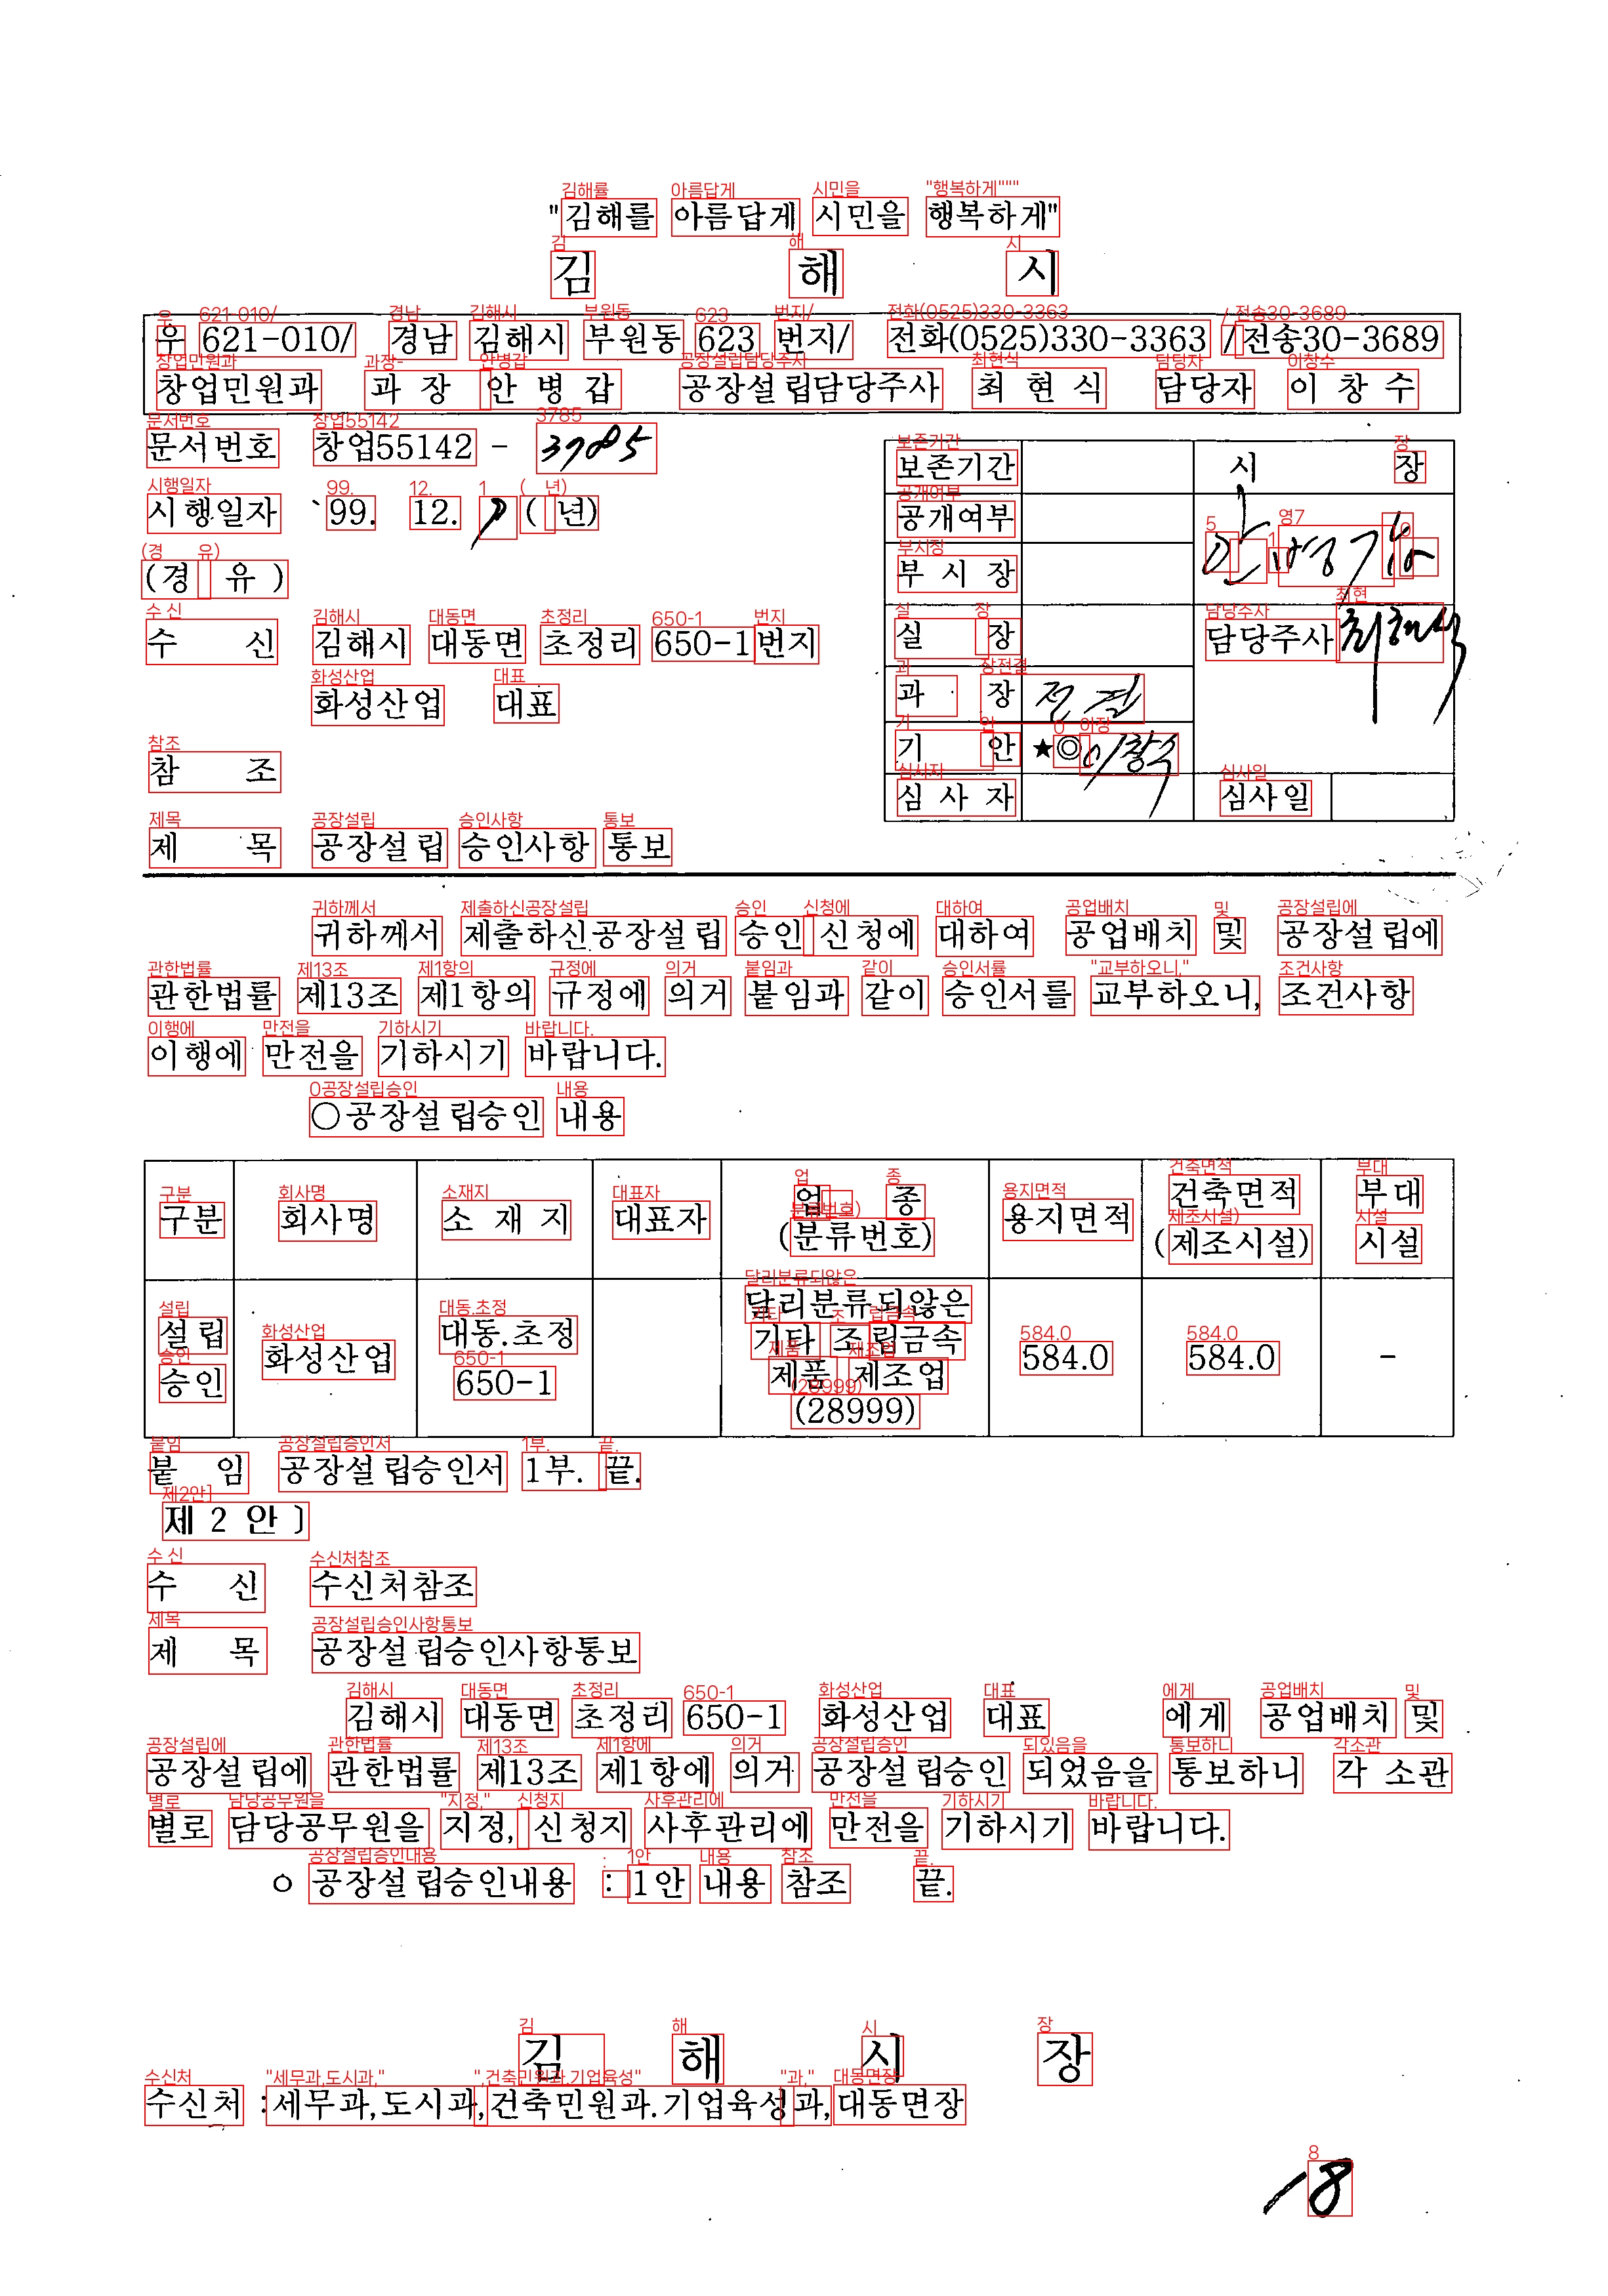 "김해를 아름답게 시민을 행복하게"
김 해 시
우 621-010/ 경남 김해시 부원동 623 번지/ 전화(0525)330-3363 / 전송30-3689
창업민원과 과 장 안 병 갑 공장설립담당주사 최 현 식 담당자 이 창 수
문서번호 창업55142 - 3785
시행일자 '99. 12. ( 년)
(경 유 )
수 신 김해시 대동면 초정리 650-1 번지
화성산업 대표
참 조
제 목 공장설립 승인사항 통보
보존기간 시 장
공개여부
부 시 장
실 장 담당주사 최현식
과 장 전결
기 안 ★◎ 이창수
심 사 자 심사일
귀하께서 제출하신 공장설립 승인 신청에 대하여 공업배치 및 공장설립에
관한법률 제13조 제1항의 규정에 의거 붙임과 같이 승인서를 교부하오니, 조건사항
이행에 만전을 기하시기 바랍니다.
○공장설립승인 내용
구분 회사명 소 재 지 대표자 업 종 (분류번호) 용지면적 건축면적 (제조시설) 부대 시설
설립 승인 화성산업 대동.초정 650-1 달리분류되않은 기타 조립금속 제품 제조업 (28999) 584.0 584.0 -
붙 임 공장설립승인서 1부. 끝.
제 2 안 ]
수 신 수신처참조
제 목 공장설립승인사항통보
김해시 대동면 초정리 650-1 화성산업 대표 에게 공업배치 및
공장설립에 관한법률 제13조 제1항에 의거 공장설립승인 되었음을 통보하니 각 소관
별로 담당공무원을 지정, 신청지 사후관리에 만전을 기하시기 바랍니다.
○ 공장설립승인내용 : 1안 내용 참조 끝.
김 해 시 장
수신처 : 세무과,도시과,건축민원과.기업육성과,대동면장
18